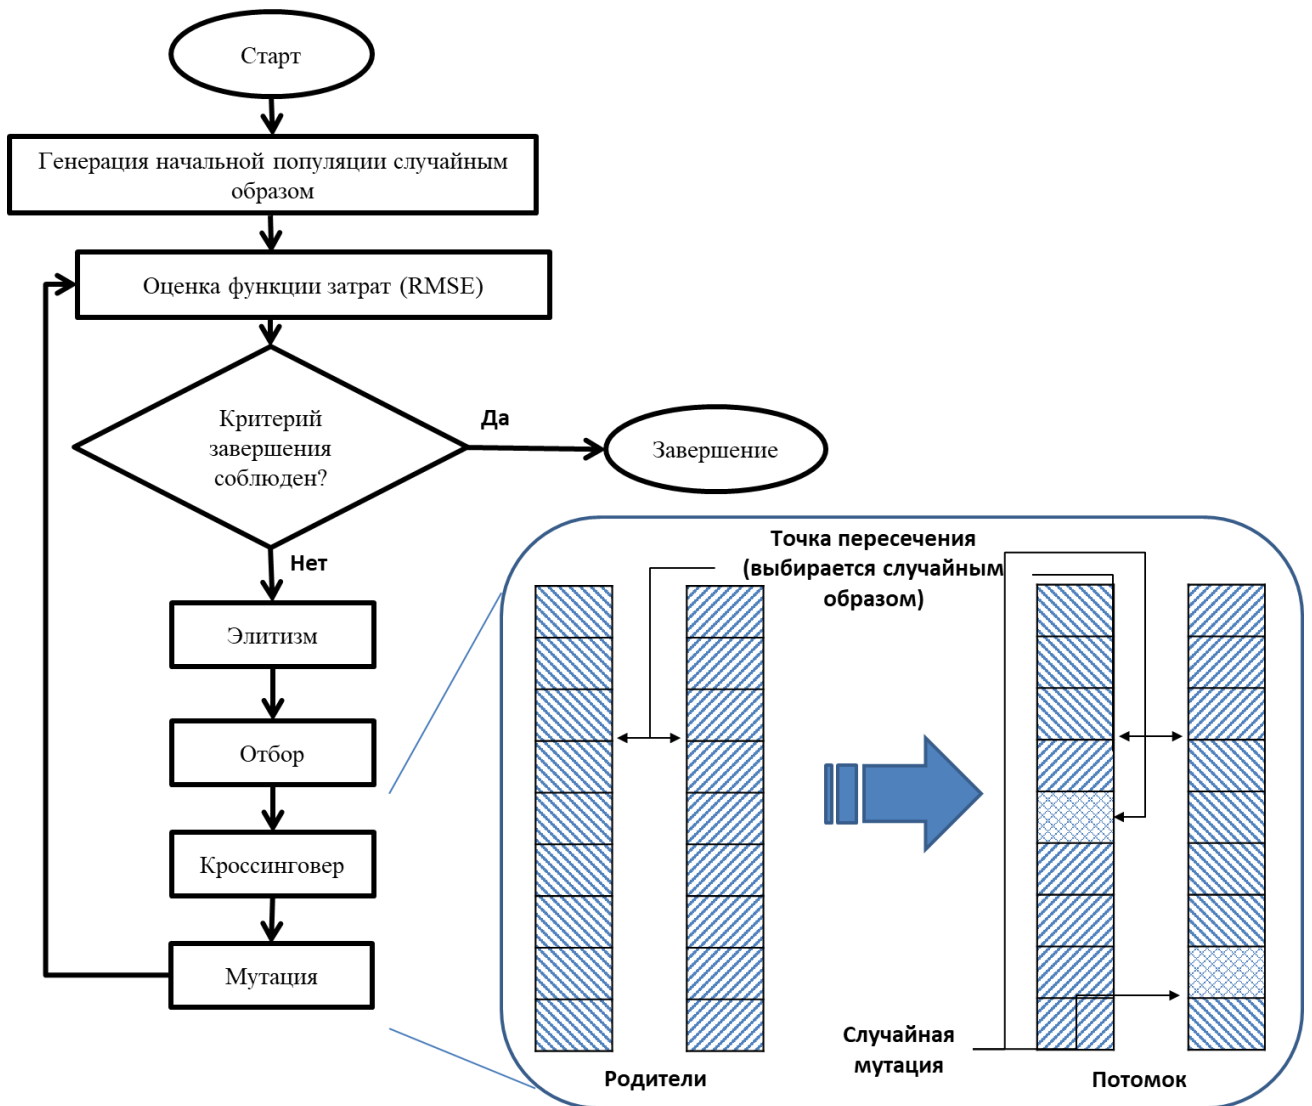 Старт
Генерация начальной популяции случайным
образом
Оценка функции затрат (RMSE)
Критерий
завершения
соблюден?
Да
Завершение
Нет
Элитизм
Отбор
Кроссинговер
Мутация
Точка пересечения
(выбирается случайным
образом)
Случайная
мутация
Родители
Потомок